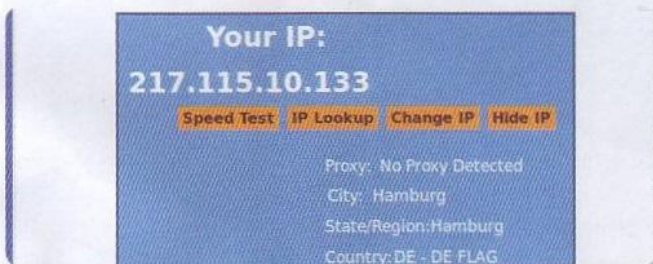 Your IP:
217.115.10.133
Speed Test IP Lookup Change IP Hide IP
Proxy: No Proxy Detected
City: Hamburg
State/Region:Hamburg
Country:DE - DE FLAG